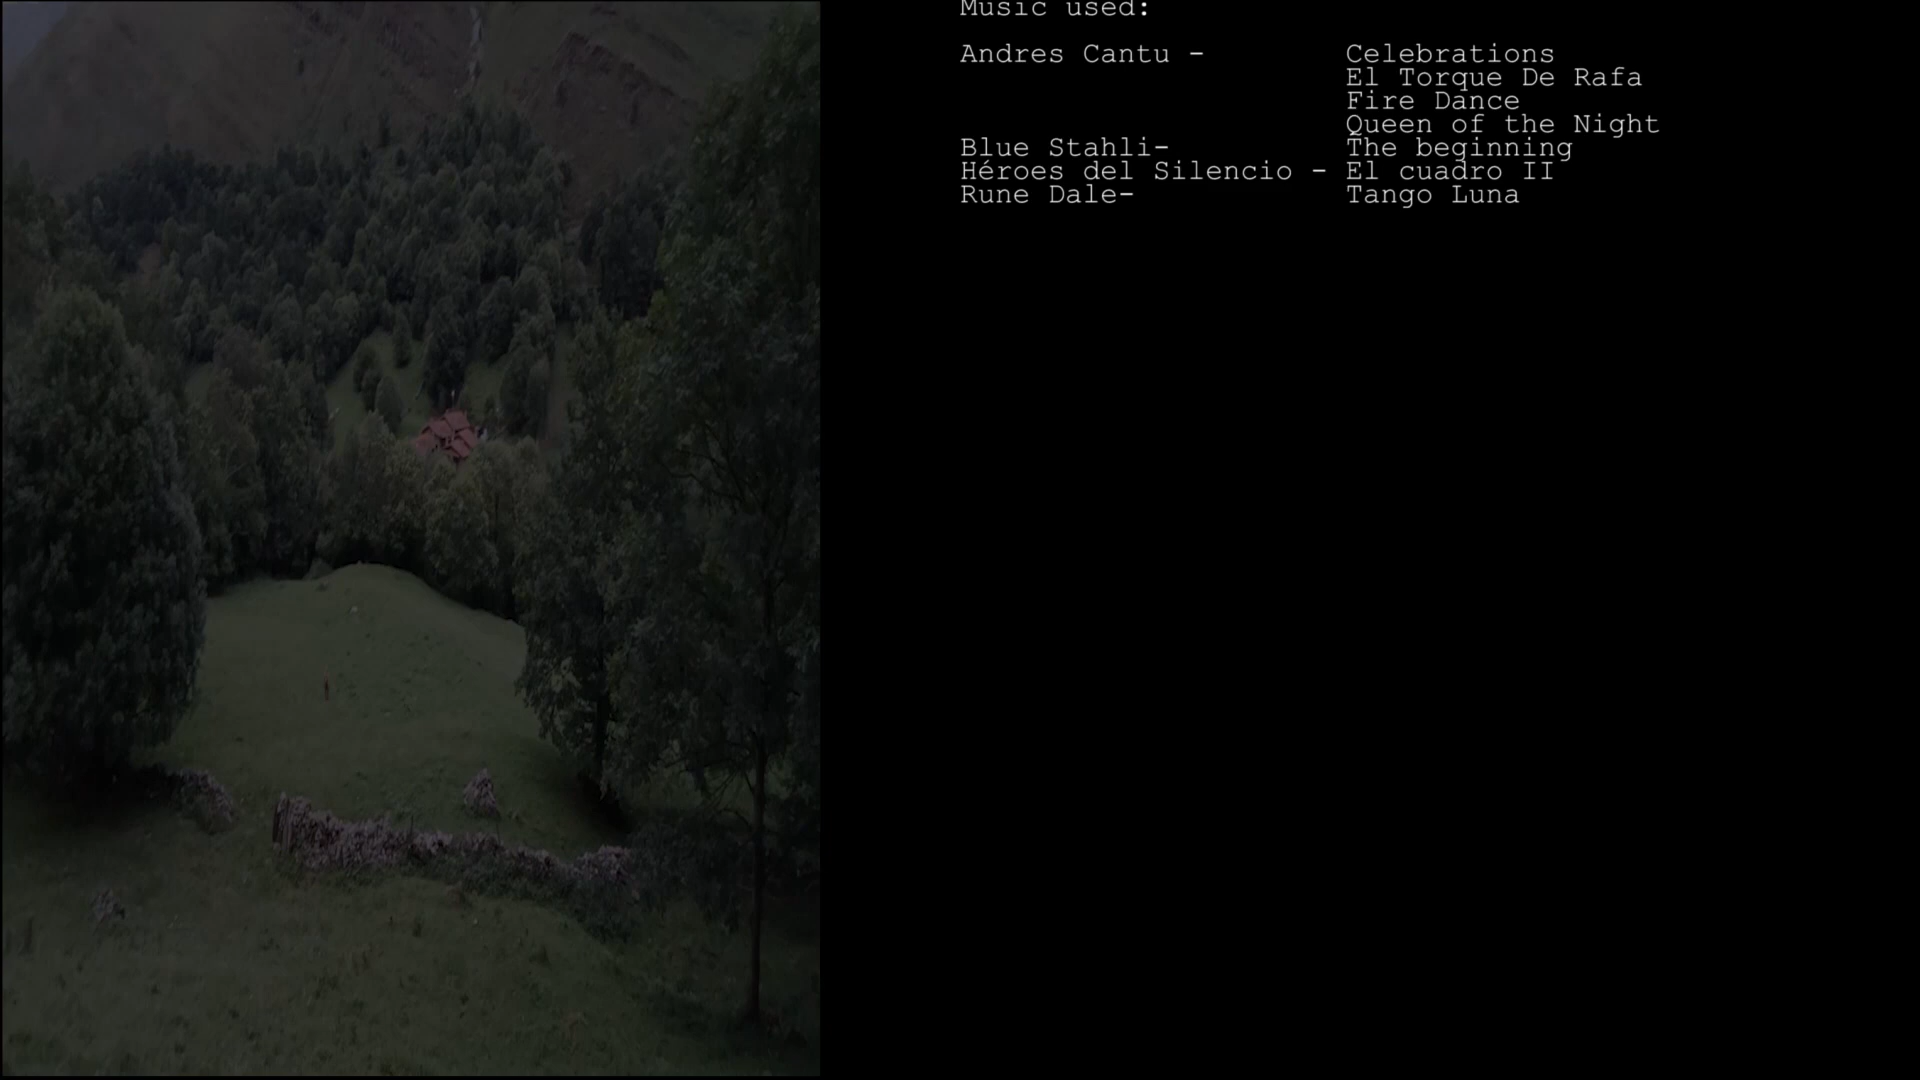 Music used:
Andres Cantu - Celebrations
El Torque De Rafa
Fire Dance
Queen of the Night
Blue Stahli- The beginning
Héroes del Silencio - El cuadro II
Rune Dale- Tango Luna